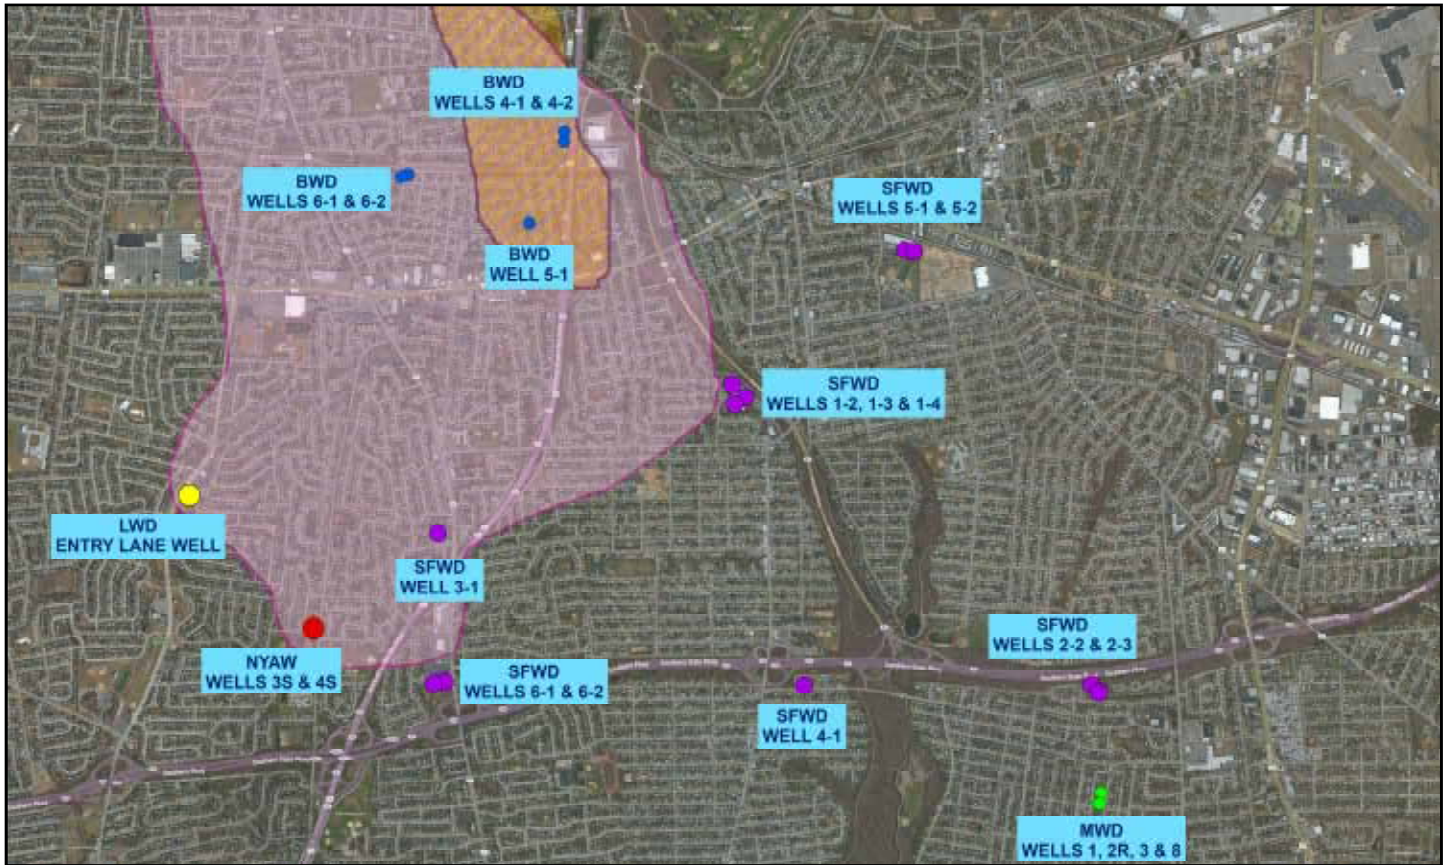 BWD
WELLS 4-1 & 4-2
BWD
WELLS 6-1 & 6-2
SFWD
WELLS 5-1 & 5-2
BWD
WELL 5-1
SFWD
WELLS 1-2, 1-3 & 1-4
LWD
ENTRY LANE WELL
SFWD
WELL 3-1
NYAW
WELLS 3S & 4S
SFWD
WELLS 6-1 & 6-2
SFWD
WELLS 2-2 & 2-3
SFWD
WELL 4-1
MWD
WELLS 1, 2R, 3 & 8